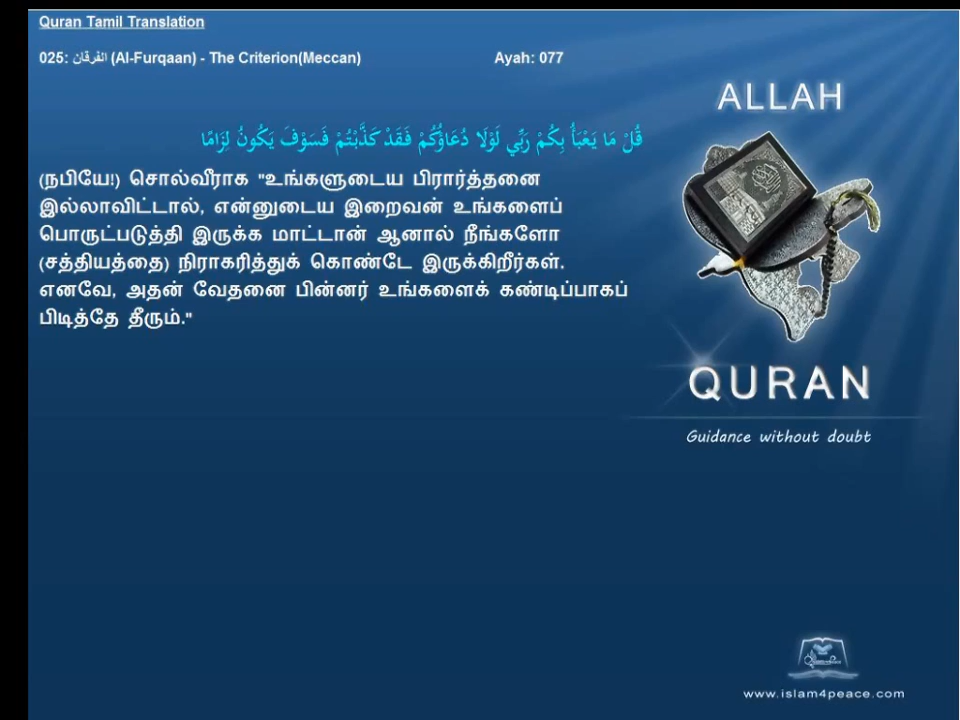 Quran Tamil Translation
025: الفرقان (Al-Furqaan) - The Criterion(Meccan) Ayah: 077
قُلْ مَا يَعْبَأُ بِكُمْ رَبِّي لَوْلَا دُعَاؤُكُمْ فَقَدْ كَذَّبْتُمْ فَسَوْفَ يَكُونُ لِزَامًا
(நபியே!) சொல்வீராக "உங்களுடைய பிரார்த்தனை
இல்லாவிட்டால், என்னுடைய இறைவன் உங்களைப்
பொருட்படுத்தி இருக்க மாட்டான் ஆனால் நீங்களோ
(சத்தியத்தை) நிராகரித்துக் கொண்டே இருக்கிறீர்கள்.
எனவே, அதன் வேதனை பின்னர் உங்களைக் கண்டிப்பாகப்
பிடித்தே தீரும்."
ALLAH
QURAN
Guidance without doubt
www.islam4peace.com